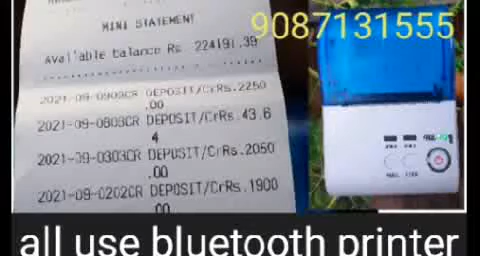 MINI STATEMENT
9087131555
Available balance Rs. 224191.39
2021-09-0909CR DEPOSIT/CrRs.2250
.00
2021-09-0808CR DEPOSIT/CrRs.43.6
4
2021-09-0303CR DEPOSIT/CrRs.2050
.00
2021-09-0202CR DEPOSIT/CrRs.1900
.00
all use bluetooth printer